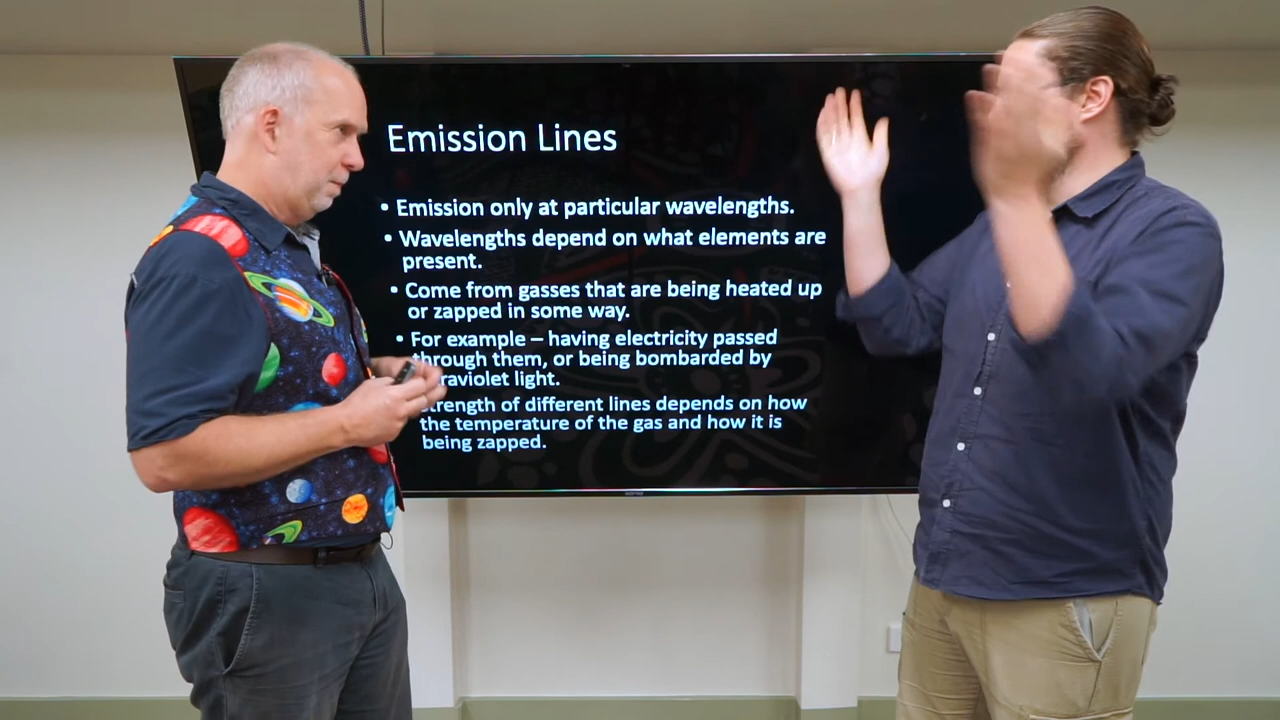 Emission Lines
• Emission only at particular wavelengths.
• Wavelengths depend on what elements are
present.
• Come from gasses that are being heated up
or zapped in some way.
• For example – having electricity passed
through them, or being bombarded by
raviolet light.
trength of different lines depends on how
the temperature of the gas and how it is
being zapped.